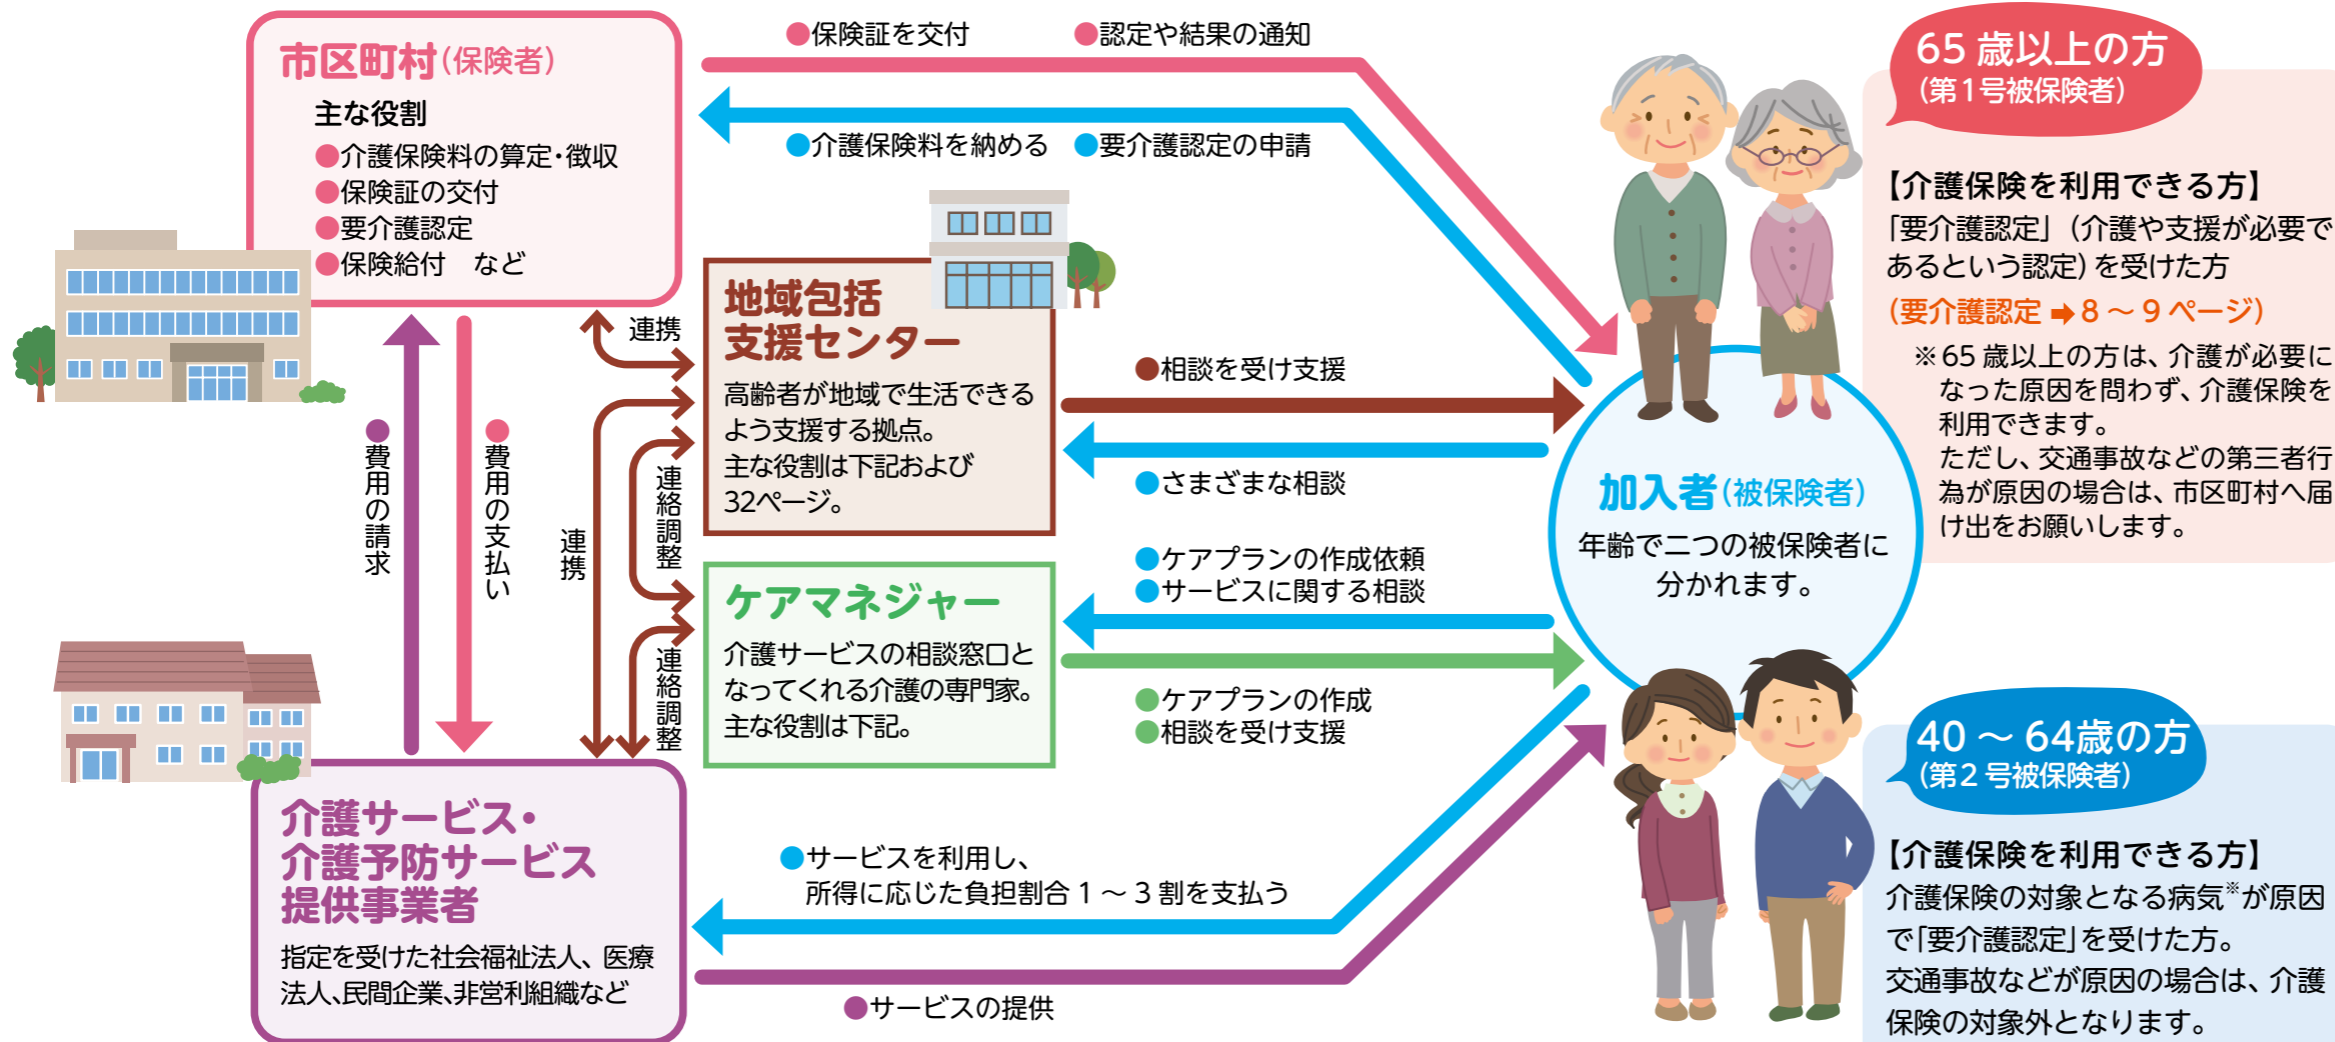 市区町村(保険者)
主な役割
●介護保険料の算定・徴収
●保険証の交付
●要介護認定
●保険給付　など
●保険証を交付
●認定や結果の通知
●介護保険料を納める
●要介護認定の申請
地域包括
支援センター
高齢者が地域で生活できる
よう支援する拠点。
主な役割は下記および
32ページ。
連携
●費用の請求
●費用の支払い
連携
連絡調整
連絡調整
●相談を受け支援
●さまざまな相談
ケアマネジャー
介護サービスの相談窓口と
なってくれる介護の専門家。
主な役割は下記。
●ケアプランの作成依頼
●サービスに関する相談
●ケアプランの作成
●相談を受け支援
介護サービス・
介護予防サービス
提供事業者
指定を受けた社会福祉法人、医療
法人、民間企業、非営利組織など
●サービスを利用し、
所得に応じた負担割合1～3割を支払う
●サービスの提供
加入者(被保険者)
年齢で二つの被保険者に
分かれます。
65歳以上の方
(第1号被保険者)
【介護保険を利用できる方】
「要介護認定」(介護や支援が必要で
あるという認定)を受けた方
(要介護認定➡8～9ページ)
※65歳以上の方は、介護が必要に
なった原因を問わず、介護保険を
利用できます。
ただし、交通事故などの第三者行
為が原因の場合は、市区町村へ届
け出をお願いします。
40～64歳の方
(第2号被保険者)
【介護保険を利用できる方】
介護保険の対象となる病気※が原因
で「要介護認定」を受けた方。
交通事故などが原因の場合は、介護
保険の対象外となります。